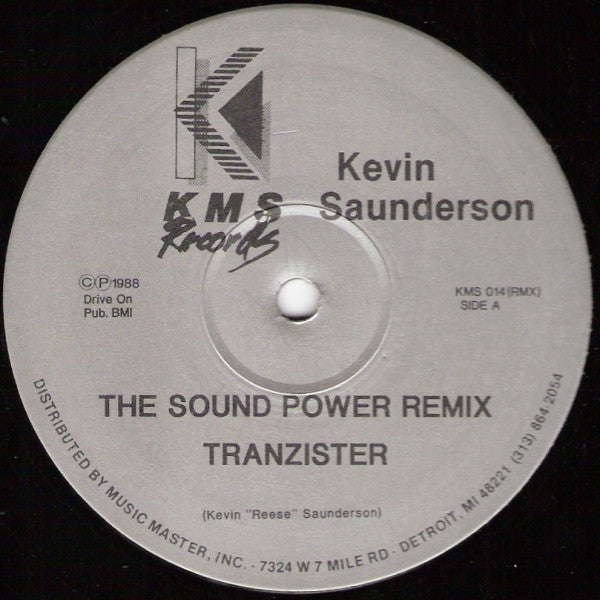 K
KMS
Records
Kevin
Saunderson
©℗1988
Drive On
Pub. BMI
KMS 014(RMX)
SIDE A
THE SOUND POWER REMIX
TRANZISTER
(Kevin "Reese" Saunderson)
DISTRIBUTED BY MUSIC MASTER, INC. · 7324 W 7 MILE RD · DETROIT, MI 48221 (313) 864-2054